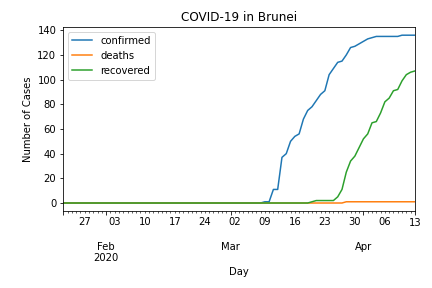 COVID-19 in Brunei
140
120
100
80
60
40
20
0
Number of Cases
confirmed
deaths
recovered
27 03 10 17 24 02 09 16 23 30 06 13
Feb Mar Apr
2020
Day